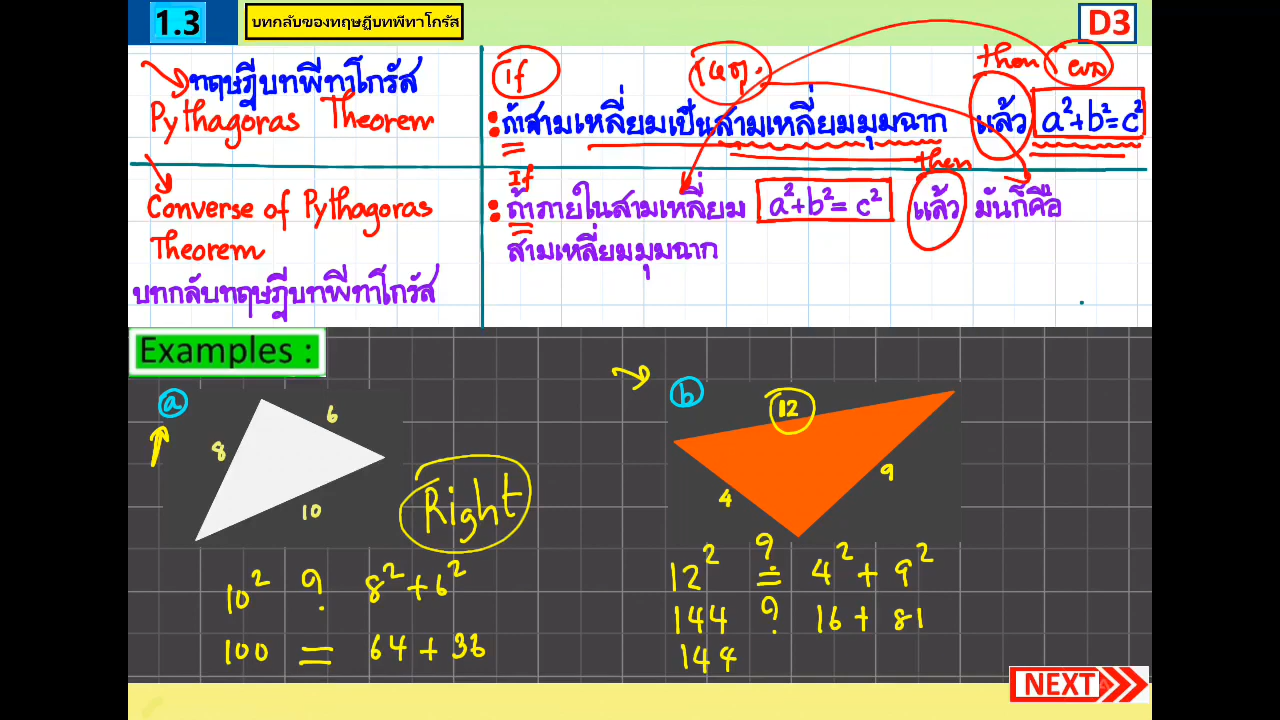 1.3
บทกลับของทฤษฎีบทพีทาโกรัส
D3
ทฤษฎีบทพีทาโกรัส
Pythagoras Theorem
If
เหตุ
then
ผล
: ถ้าสามเหลี่ยมเป็นสามเหลี่ยมมุมฉาก แล้ว a²+b²=c²
Converse of Pythagoras
Theorem
บทกลับทฤษฎีบทพีทาโกรัส
If
then
: ถ้าภายในสามเหลี่ยม a²+b²=c² แล้ว มันก็คือ
สามเหลี่ยมมุมฉาก
Examples :
a
6
8
10
Right
10² ? 8²+6²
100 = 64+36
b
12
4
9
12² ≟ 4²+9²
144 ? 16+81
144
NEXT